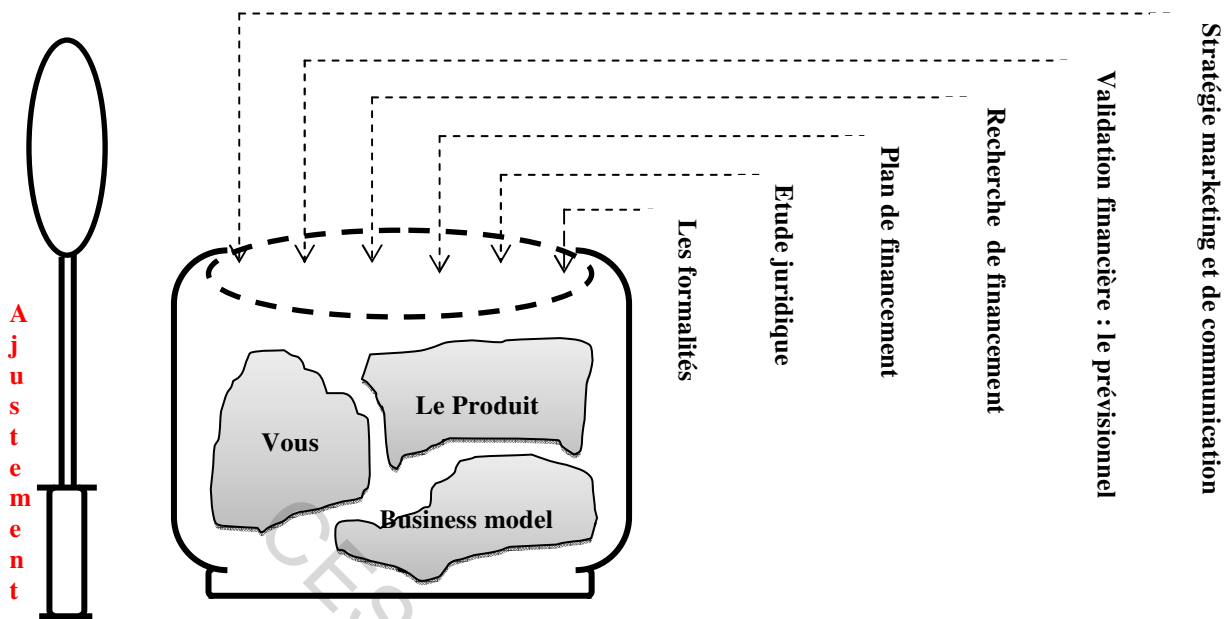 Stratégie marketing et de communication
Validation financière : le prévisionnel
Recherche de financement
Plan de financement
Etude juridique
Les formalités
Ajustement
Le Produit
Vous
Business model
CES